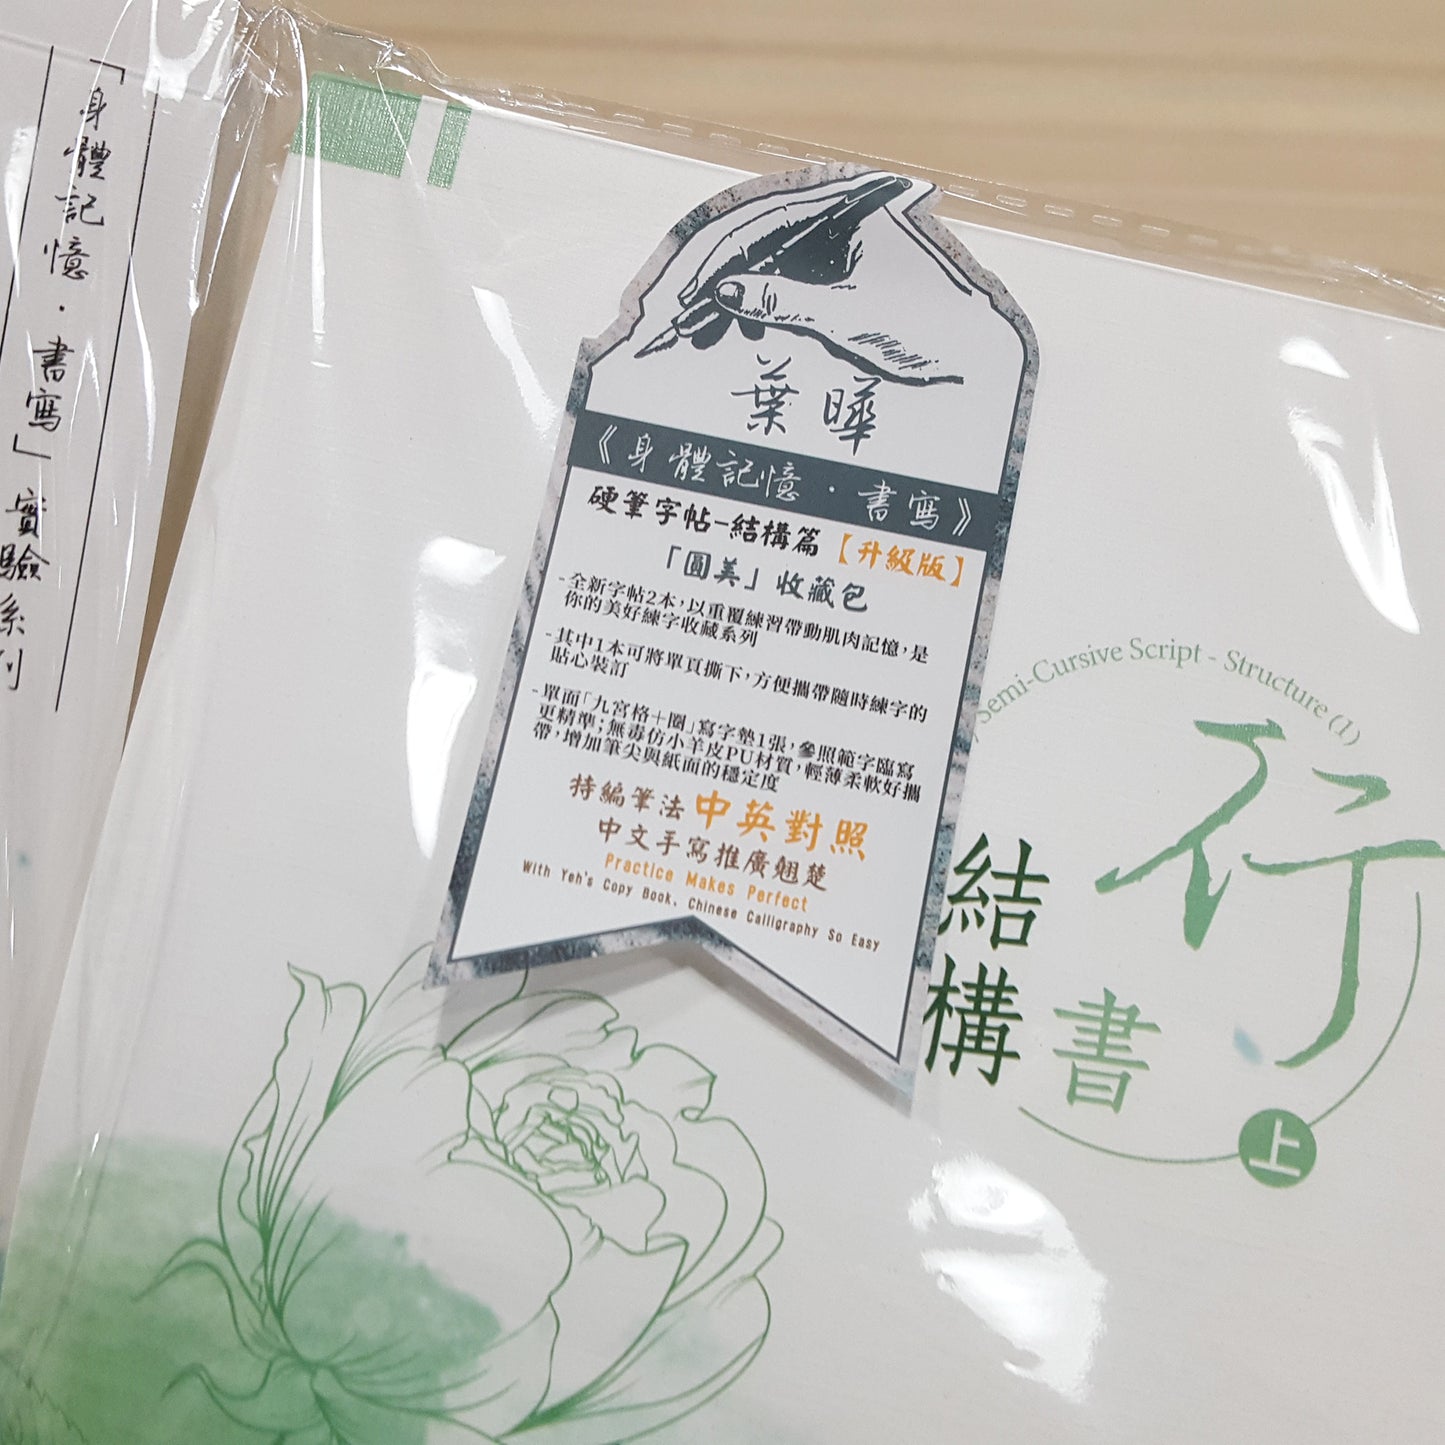 「身體記憶・書寫」實驗系列
葉曄
《身體記憶・書寫》
硬筆字帖-結構篇【升級版】
「圓美」收藏包
-全新字帖2本,以重覆練習帶動肌肉記憶,是
你的美好練字收藏系列
-其中1本可將單頁撕下,方便攜帶隨時練字的
貼心裝訂
-單面「九宮格+圈」寫字墊1張,參照範字臨寫
更精準;無毒仿小羊皮PU材質,輕薄柔軟好攜
帶,增加筆尖與紙面的穩定度
持編筆法中英對照
中文手寫推廣翹楚
Practice Makes Perfect
With Yeh's Copy Book, Chinese Calligraphy So Easy
Semi-Cursive Script - Structure (1)
行書
結構
上